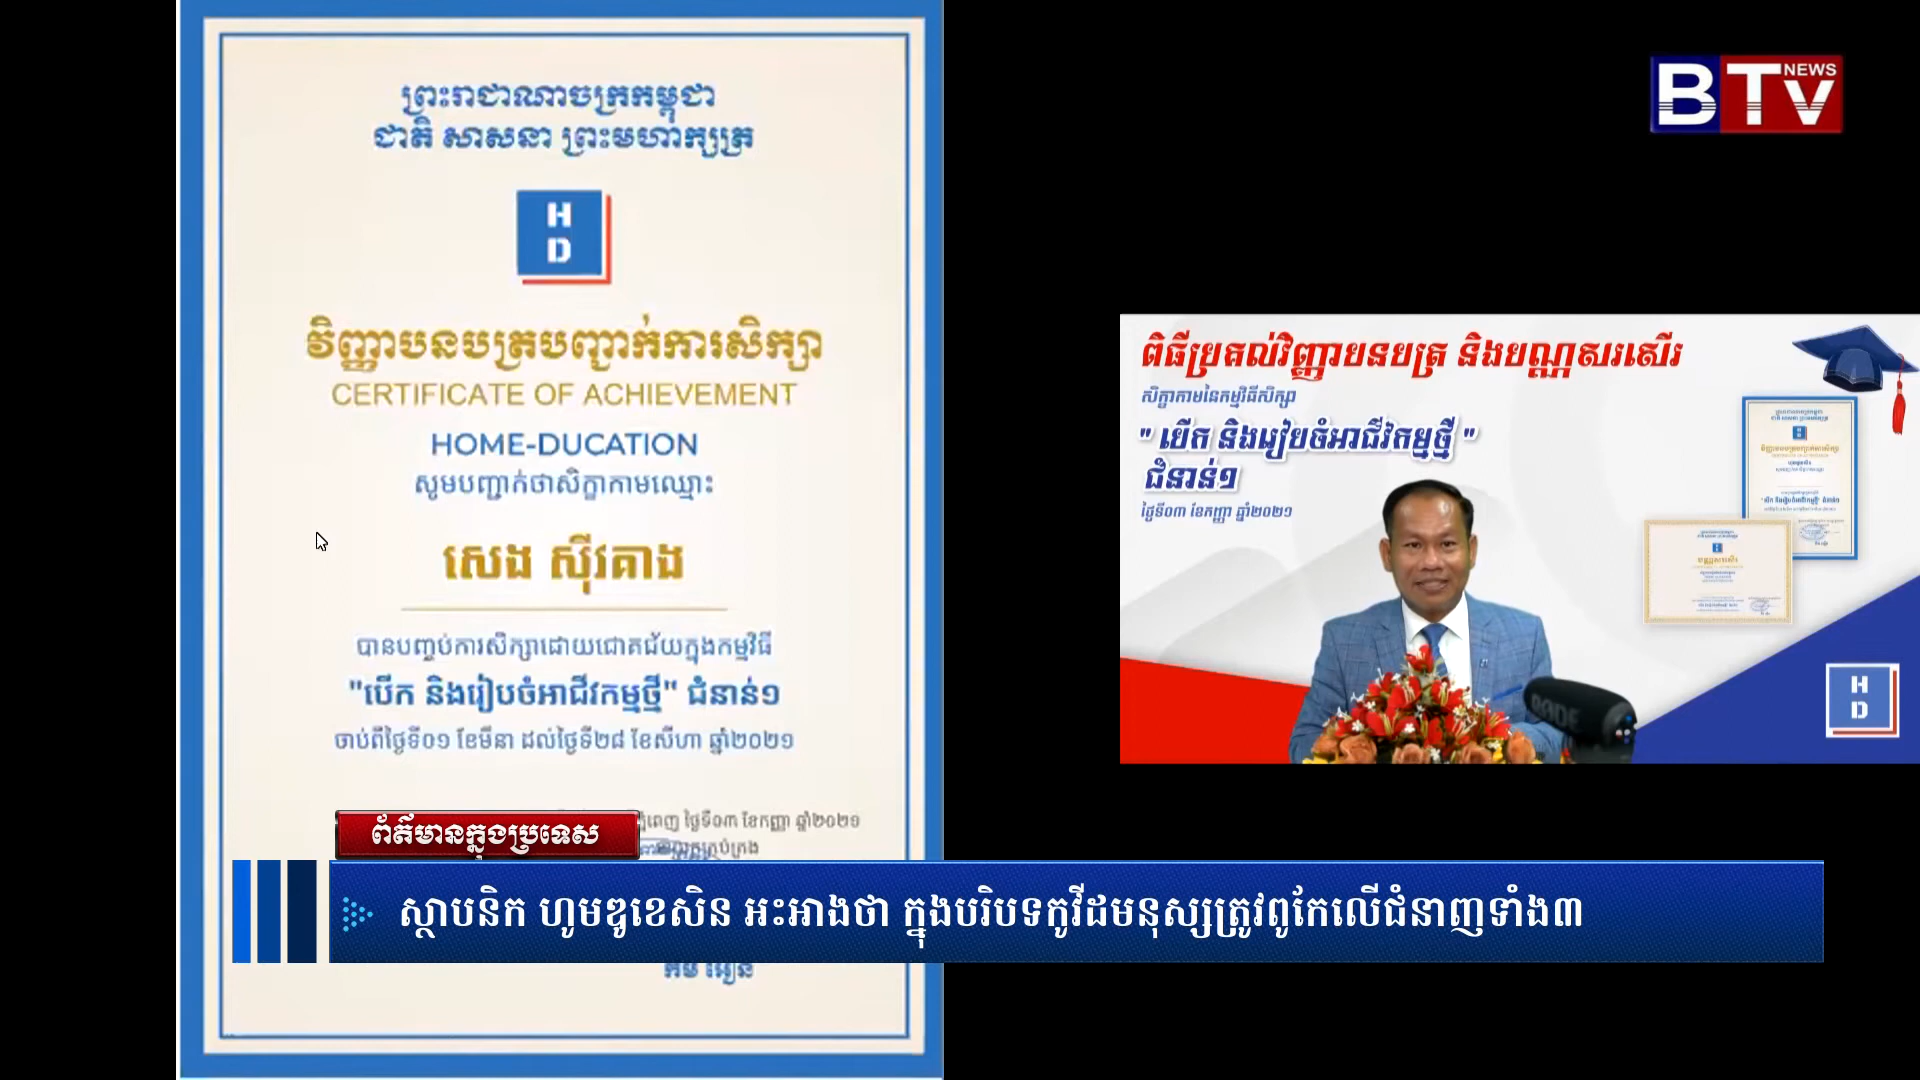 ព្រះរាជាណាចក្រកម្ពុជា
ជាតិ សាសនា ព្រះមហាក្សត្រ
H
D
វិញ្ញាបនបត្របញ្ជាក់ការសិក្សា
CERTIFICATE OF ACHIEVEMENT
HOME-DUCATION
សូមបញ្ជាក់ថាសិក្ខាកាមឈ្មោះ
សេង ស៊ីវគាង
បានបញ្ចប់ការសិក្សាដោយជោគជ័យក្នុងកម្មវិធី
"បើក និងរៀបចំអាជីវកម្មថ្មី" ជំនាន់១
ចាប់ពីថ្ងៃទី០១ ខែមីនា ដល់ថ្ងៃទី២៨ ខែសីហា ឆ្នាំ២០២១
ថ្ងៃទី០៣ ខែកញ្ញា ឆ្នាំ២០២១
BTV NEWS
ពិធីប្រគល់វិញ្ញាបនបត្រ និងបណ្ណសរសើរ
សិក្ខាកាមនៃកម្មវិធីសិក្សា
" បើក និងរៀបចំអាជីវកម្មថ្មី "
ជំនាន់១
ថ្ងៃទី០៣ ខែកញ្ញា ឆ្នាំ២០២១
RODE
H
D
ព័ត៌មានក្នុងប្រទេស
ស្ថាបនិក ហូមឌូខេសិន អះអាងថា ក្នុងបរិបទកូវីដមនុស្សត្រូវពូកែលើជំនាញទាំង៣